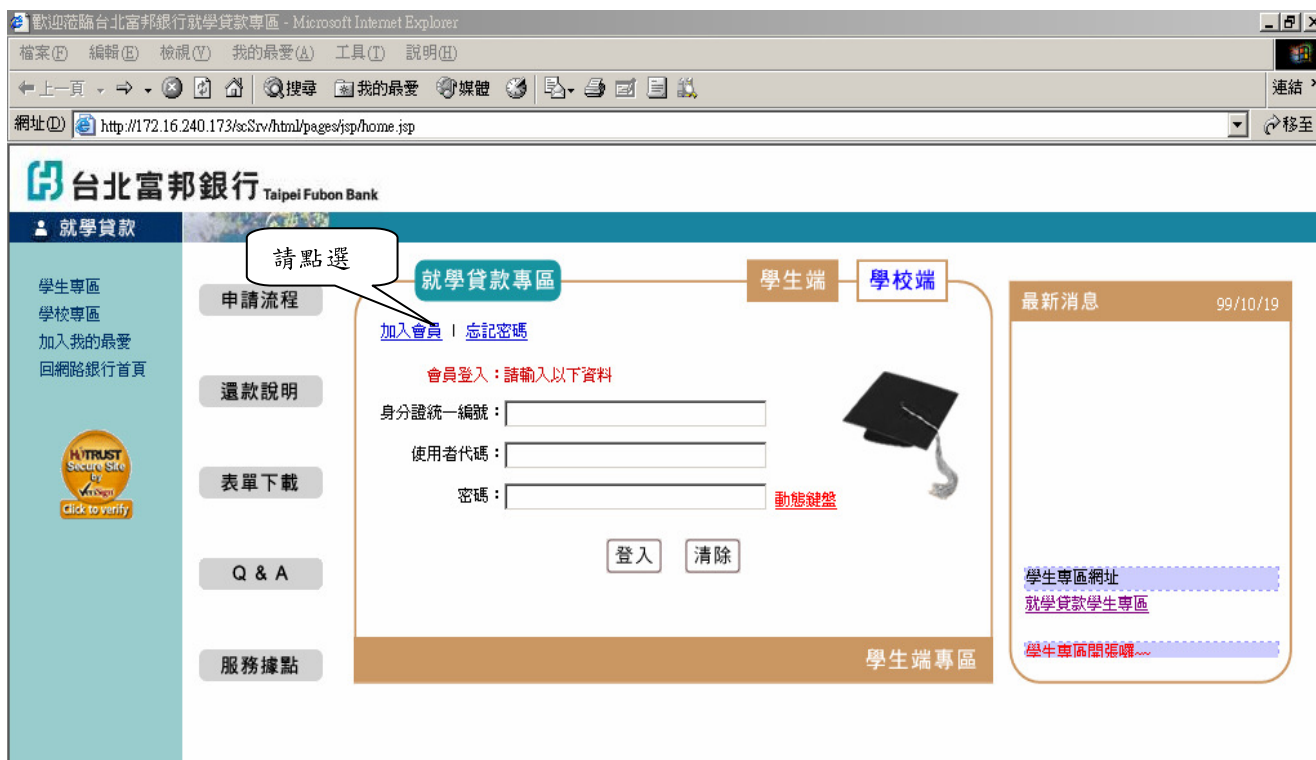 歡迎蒞臨台北富邦銀行就學貸款專區 - Microsoft Internet Explorer
檔案(F) 編輯(E) 檢視(V) 我的最愛(A) 工具(T) 說明(H)
上一頁 搜尋 我的最愛 媒體 連結 »
網址(D) http://172.16.240.173/scSrv/html/pages/jsp/home.jsp 移至
台北富邦銀行 Taipei Fubon Bank
就學貸款
請點選
學生專區
學校專區
加入我的最愛
回網路銀行首頁
HiTRUST
Secure Site
by
VeriSign
Click to verify
申請流程
還款說明
表單下載
Q & A
服務據點
就學貸款專區 學生端 學校端
加入會員 | 忘記密碼
會員登入：請輸入以下資料
身分證統一編號：
使用者代碼：
密碼： 動態鍵盤
登入 清除
學生端專區
最新消息 99/10/19
學生專區網址
就學貸款學生專區
學生專區開張囉~~